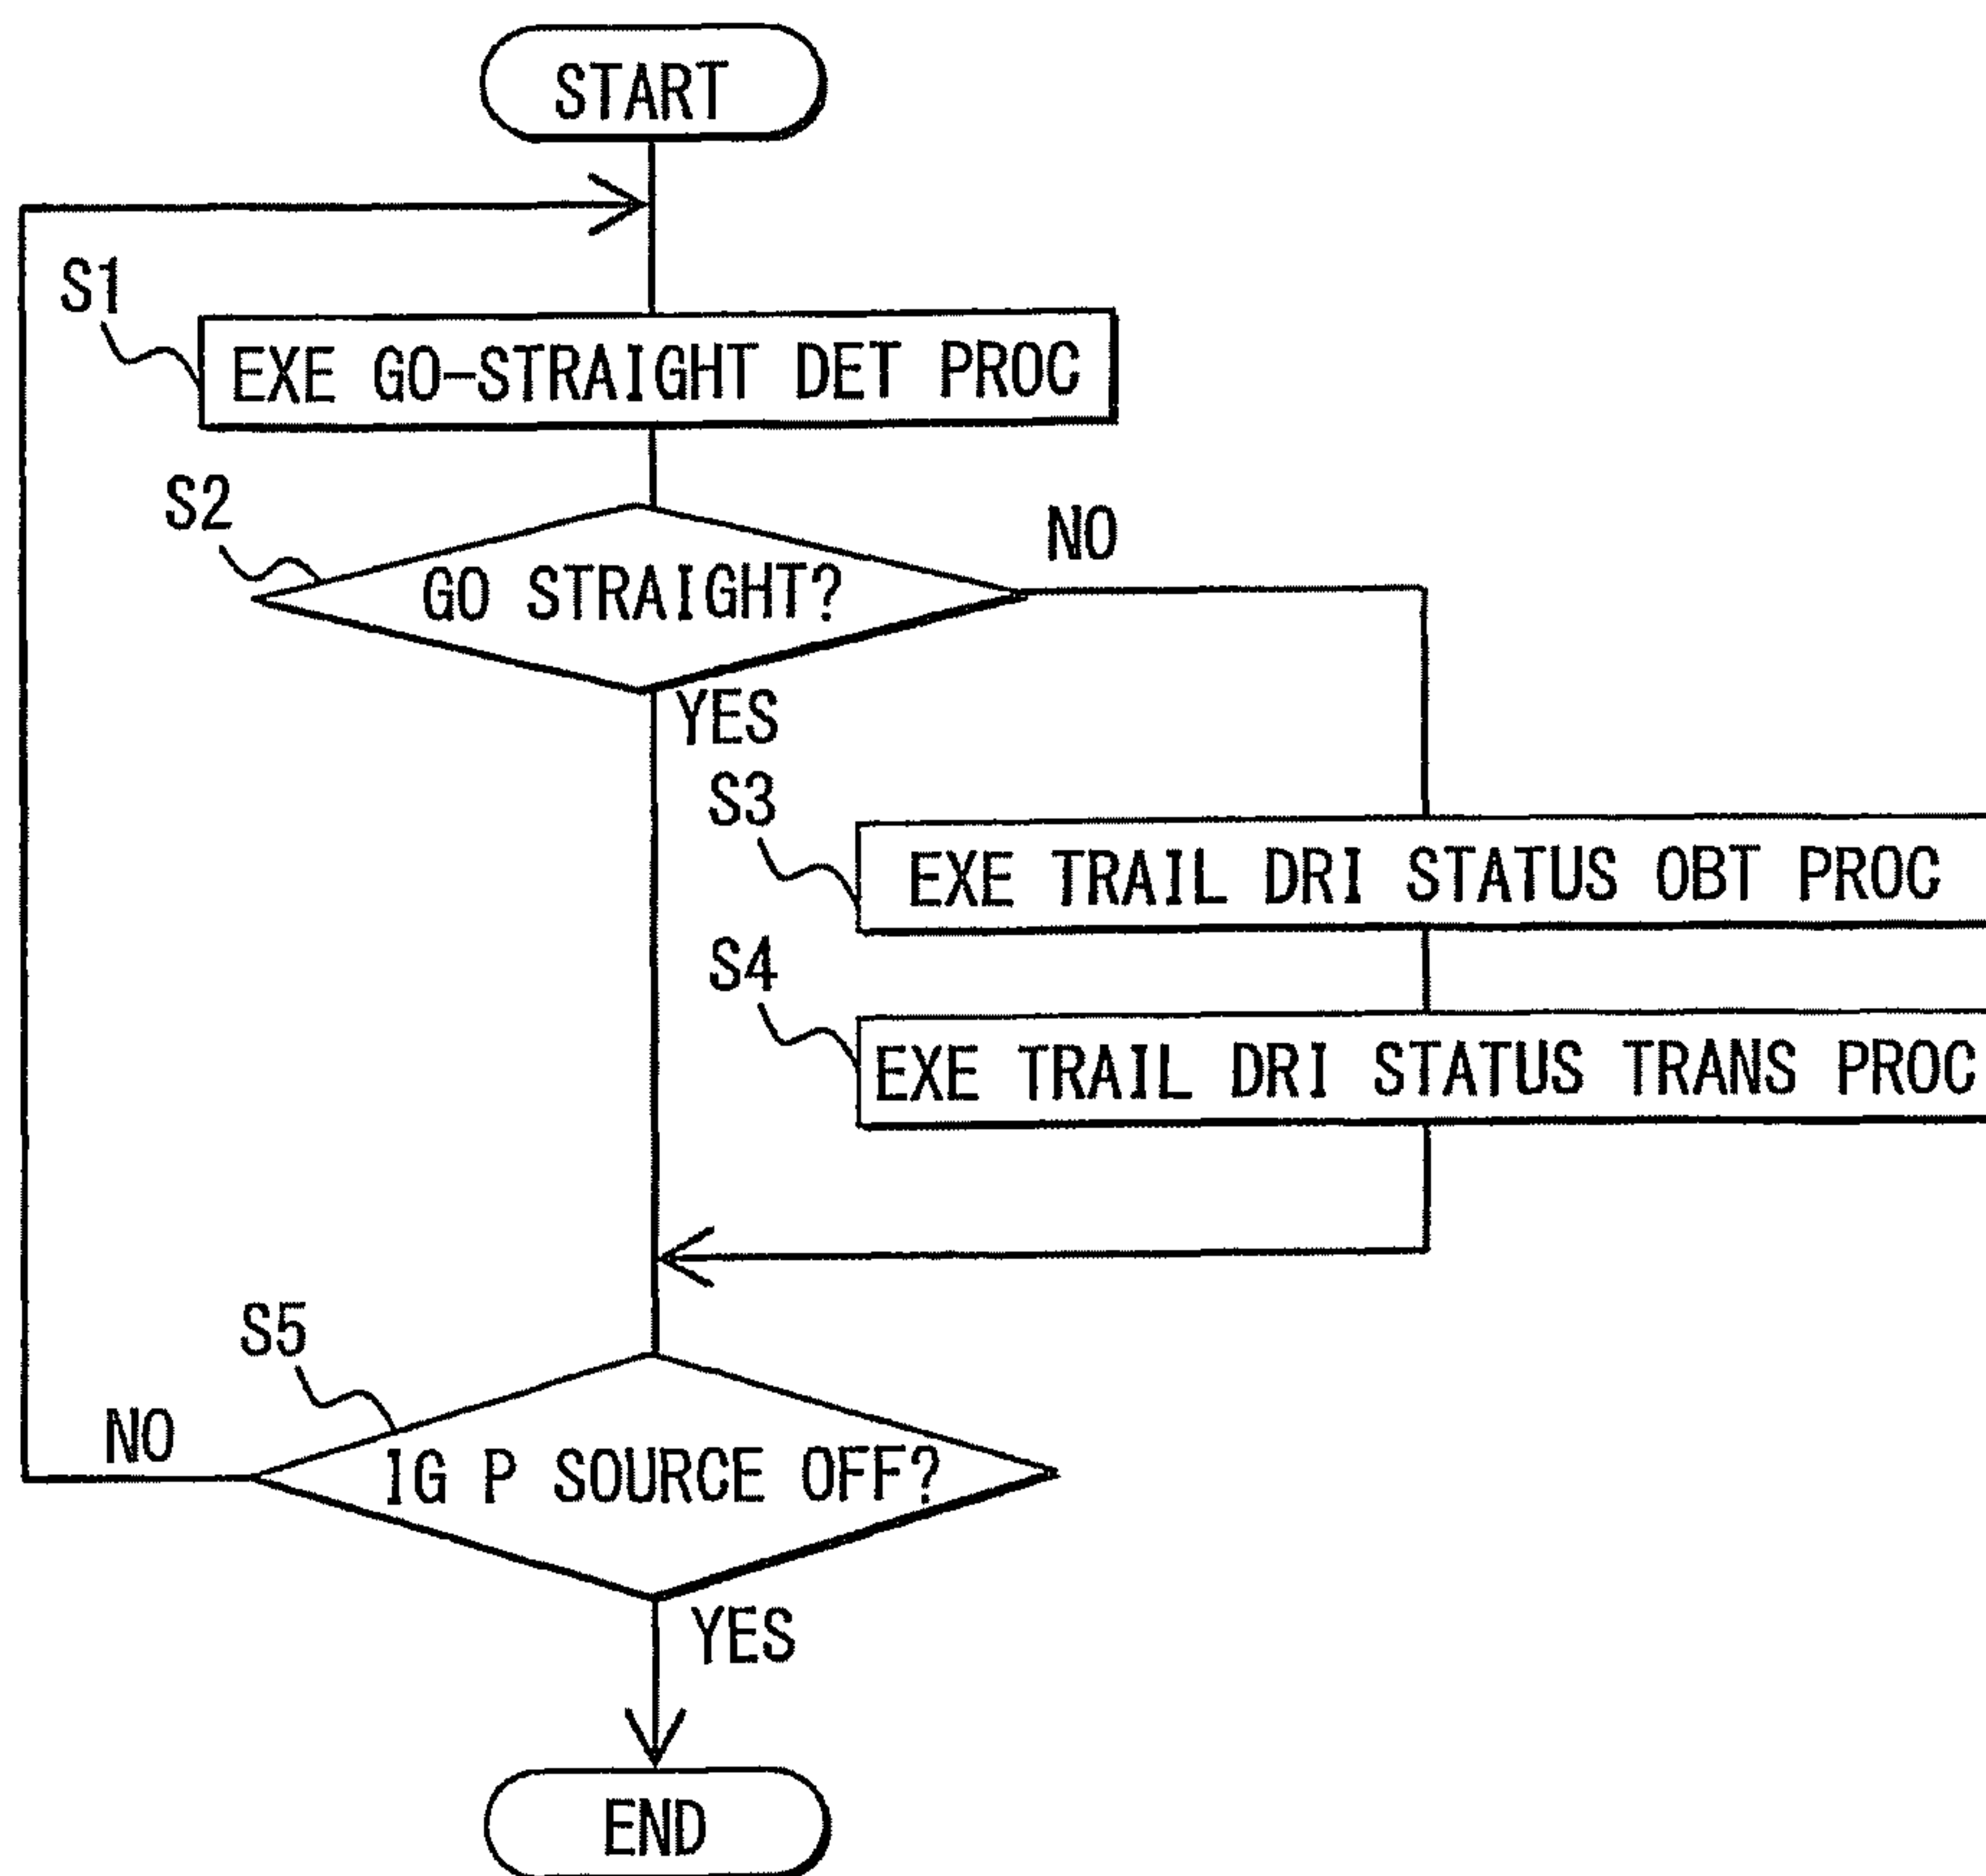 START
S1
EXE GO-STRAIGHT DET PROC
S2
GO STRAIGHT?
NO
YES
S3
EXE TRAIL DRI STATUS OBT PROC
S4
EXE TRAIL DRI STATUS TRANS PROC
S5
NO
IG P SOURCE OFF?
YES
END